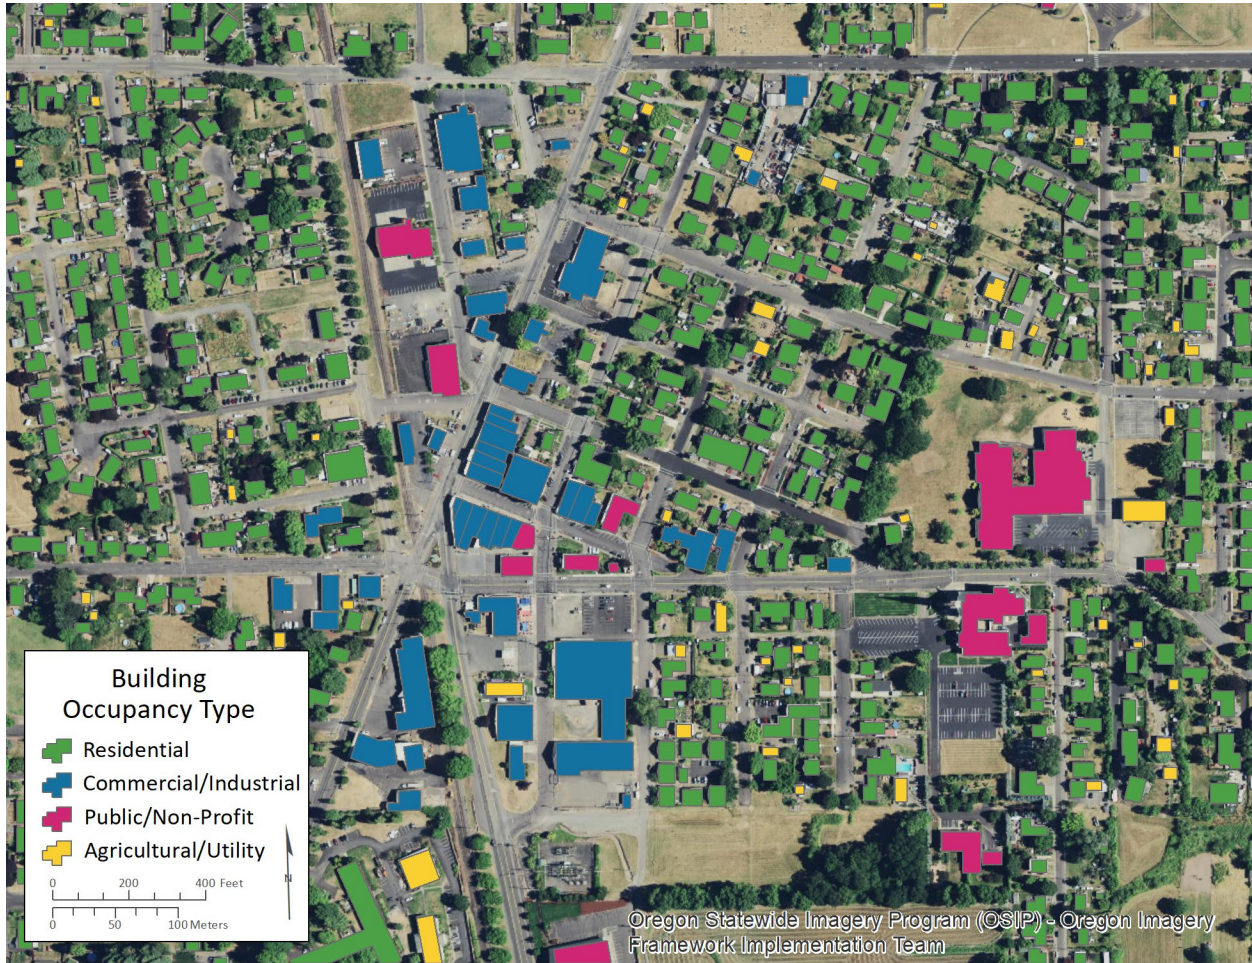 Building
Occupancy Type
Residential
Commercial/Industrial
Public/Non-Profit
Agricultural/Utility
N
0 200 400 Feet
0 50 100 Meters
Oregon Statewide Imagery Program (OSIP) - Oregon Imagery
Framework Implementation Team